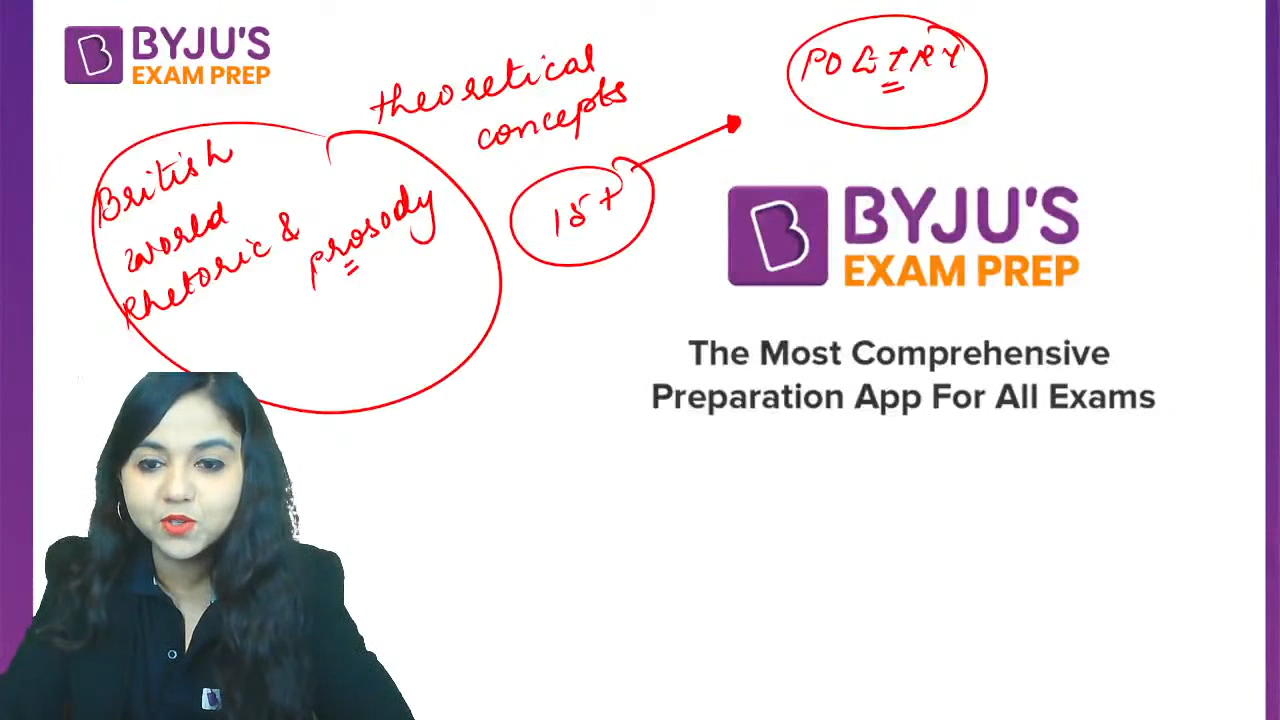 BYJU'S
EXAM PREP
theoretical
concepts
POETRY
British
world
Rhetoric &
prosody
15+
BYJU'S
EXAM PREP
The Most Comprehensive
Preparation App For All Exams